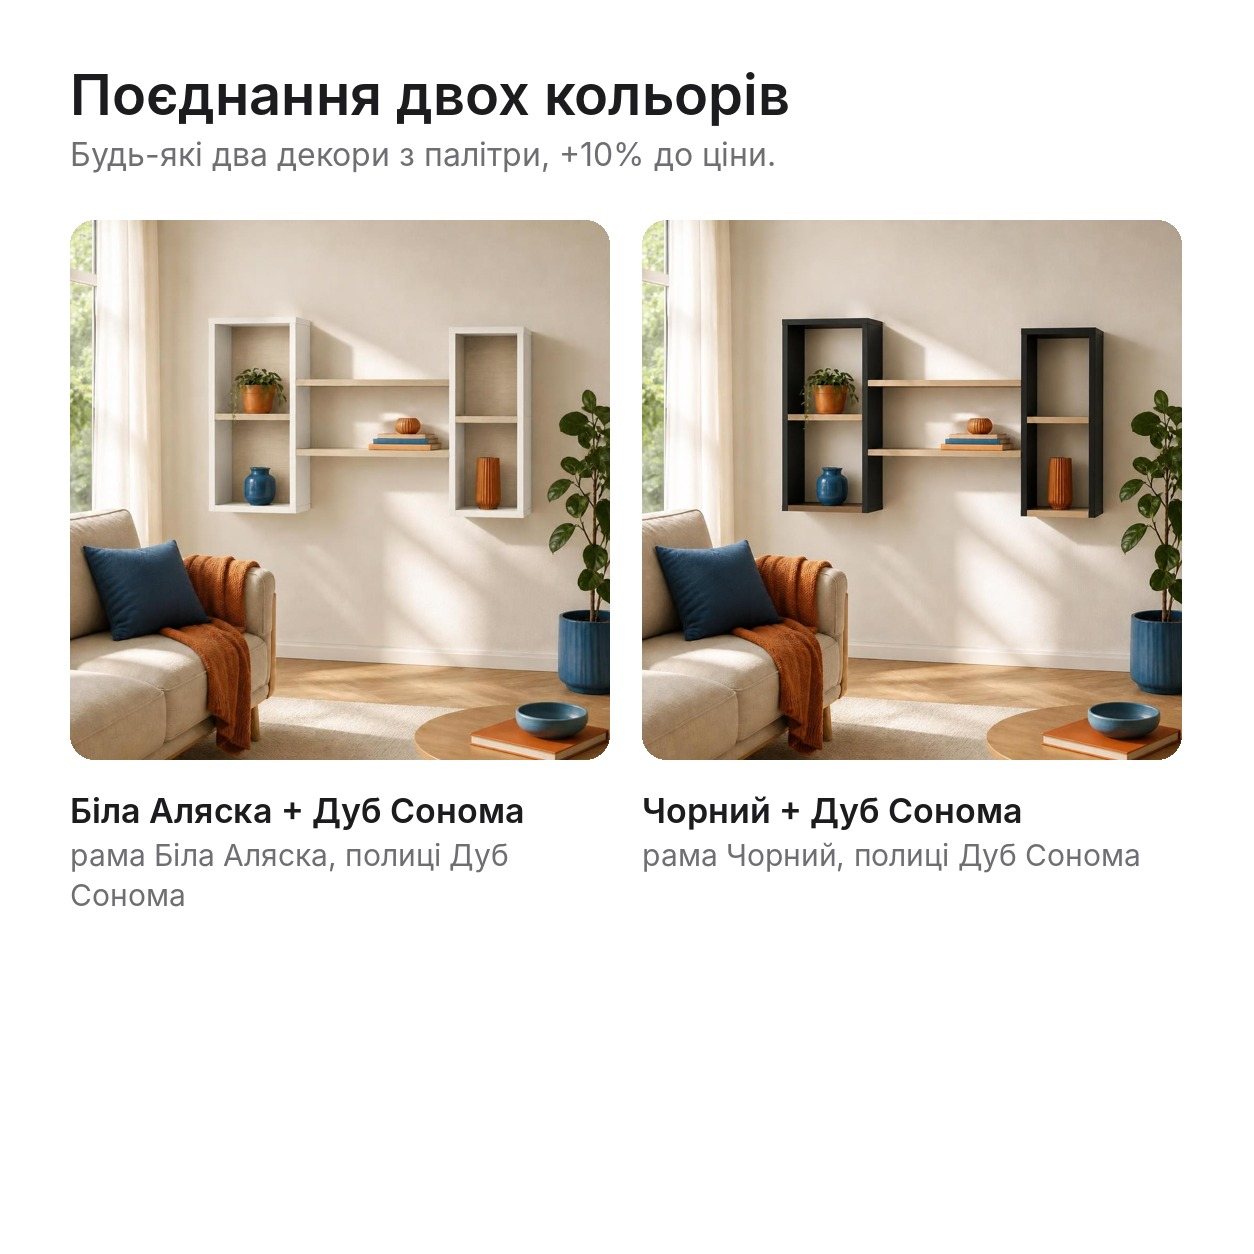 Поєднання двох кольорів
Будь-які два декори з палітри, +10% до ціни.
Біла Аляска + Дуб Сонома
рама Біла Аляска, полиці Дуб
Сонома
Чорний + Дуб Сонома
рама Чорний, полиці Дуб Сонома